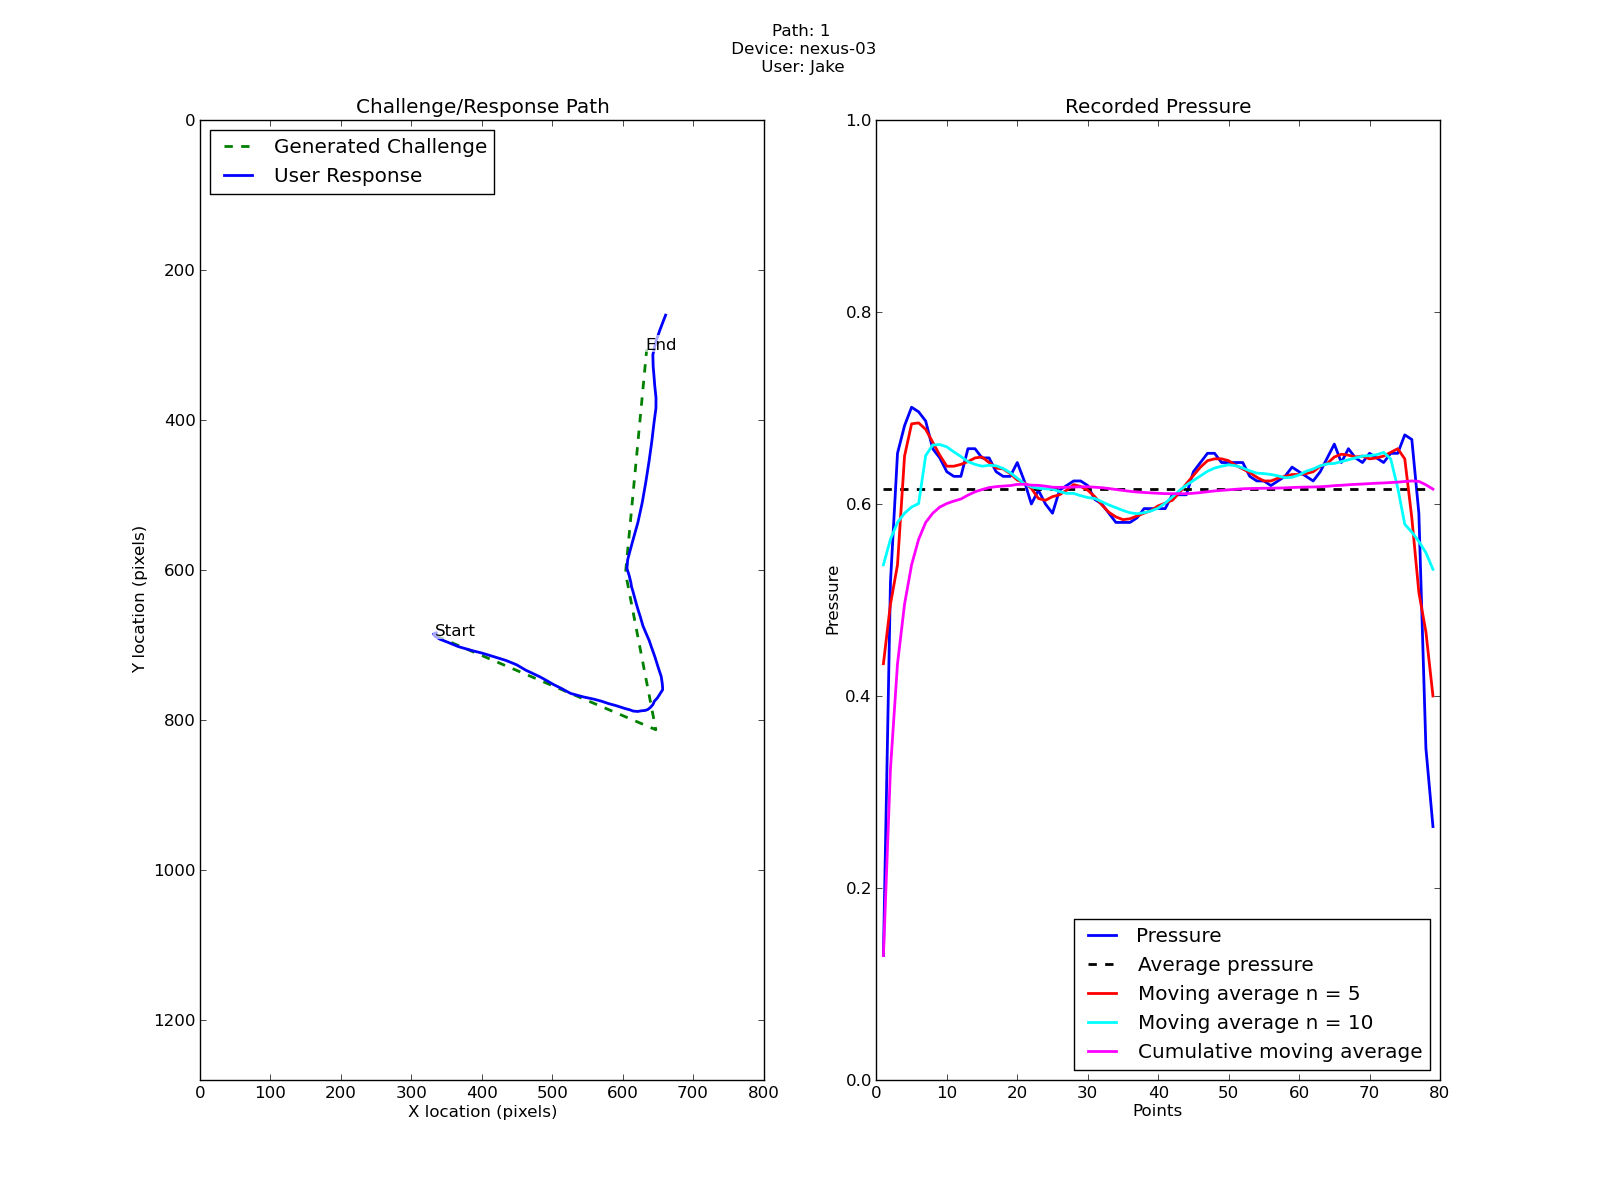 Path: 1
Device: nexus-03
User: Jake
Challenge/Response Path
Generated Challenge
User Response
0
200
400
600
800
1000
1200
Y location (pixels)
End
Start
0 100 200 300 400 500 600 700 800
X location (pixels)
Recorded Pressure
1.0
0.8
0.6
0.4
0.2
0.0
Pressure
Pressure
Average pressure
Moving average n = 5
Moving average n = 10
Cumulative moving average
0 10 20 30 40 50 60 70 80
Points